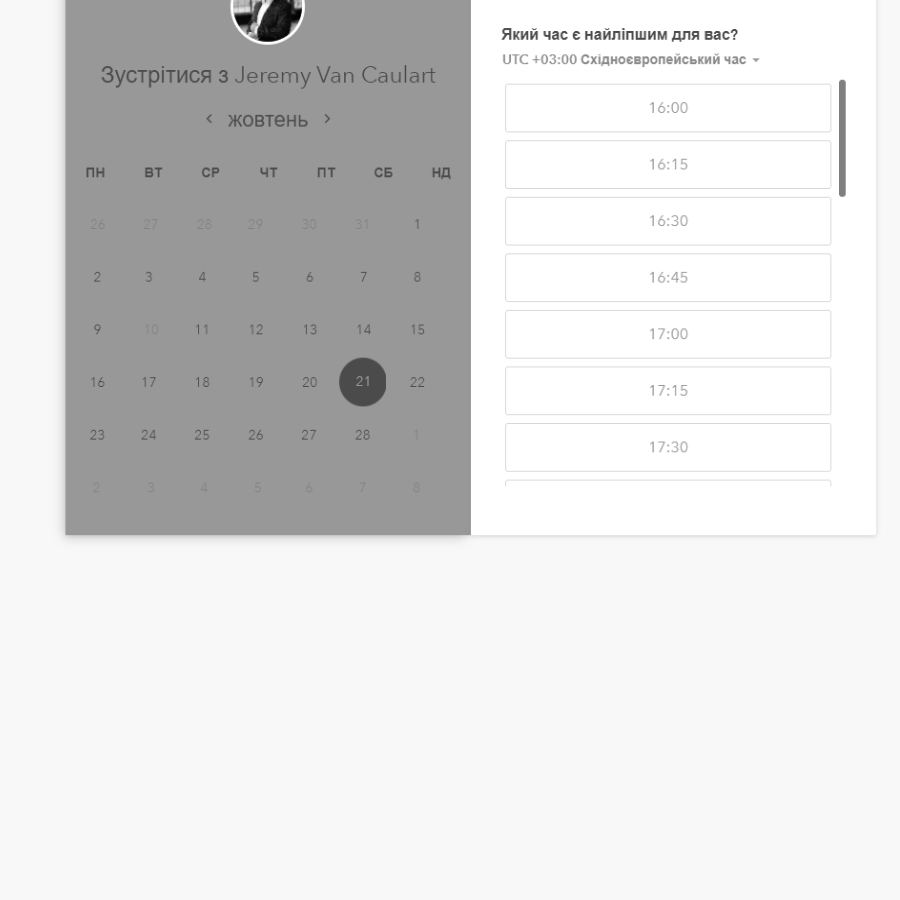 Зустрітися з Jeremy Van Caulart
жовтень
ПН ВТ СР ЧТ ПТ СБ НД
26 27 28 29 30 31 1
2 3 4 5 6 7 8
9 10 11 12 13 14 15
16 17 18 19 20 21 22
23 24 25 26 27 28 1
2 3 4 5 6 7 8
Який час є найліпшим для вас?
UTC +03:00 Східноєвропейський час
16:00
16:15
16:30
16:45
17:00
17:15
17:30